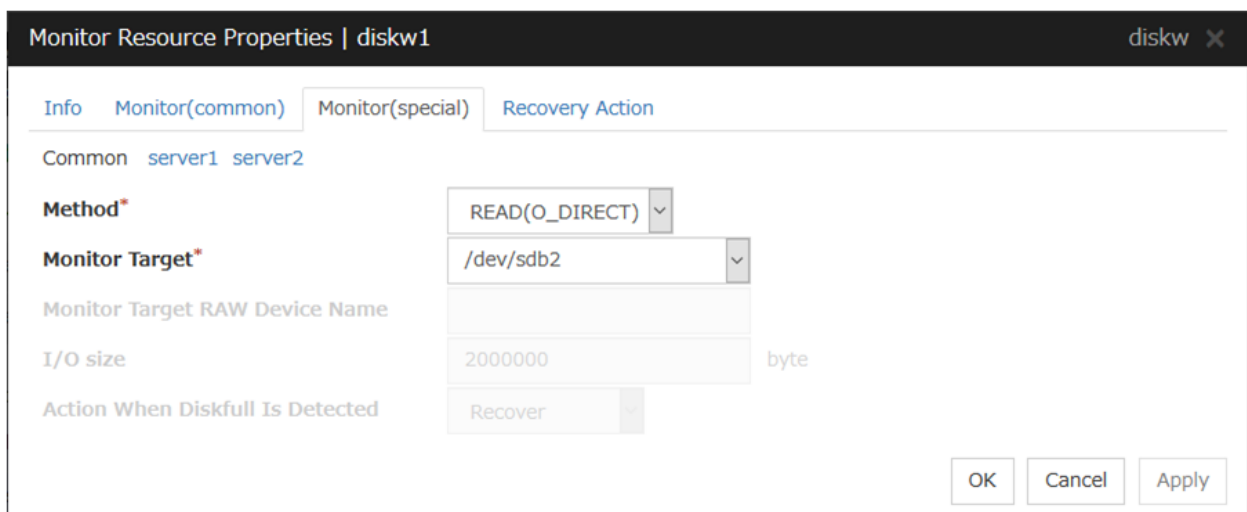 Monitor Resource Properties | diskw1 diskw ×
Info Monitor(common) Monitor(special) Recovery Action
Common server1 server2
Method* READ(O_DIRECT)
Monitor Target* /dev/sdb2
Monitor Target RAW Device Name
I/O size 2000000 byte
Action When Diskfull Is Detected Recover
OK Cancel Apply